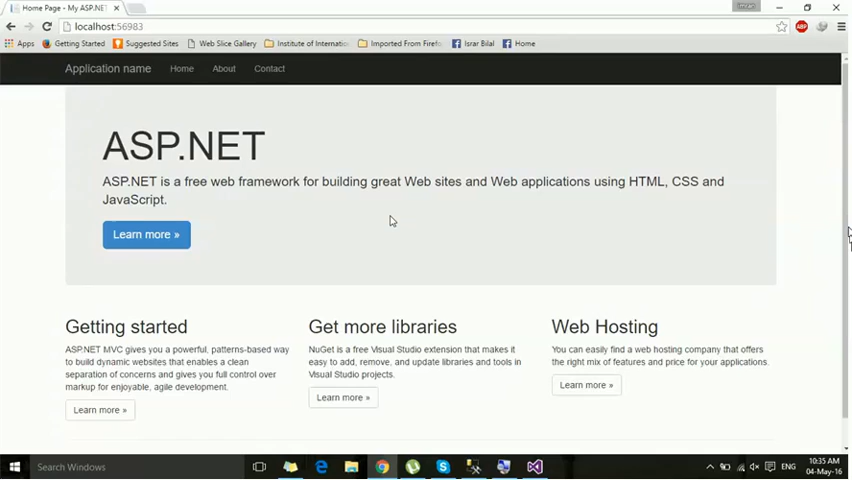 Home Page - My ASP.NET
localhost:56983
Apps Getting Started Suggested Sites Web Slice Gallery Institute of Internatio Imported From Firefo Israr Bilal Home
Application name Home About Contact
ASP.NET
ASP.NET is a free web framework for building great Web sites and Web applications using HTML, CSS and
JavaScript.
Learn more »
Getting started
ASP.NET MVC gives you a powerful, patterns-based way
to build dynamic websites that enables a clean
separation of concerns and gives you full control over
markup for enjoyable, agile development.
Learn more »
Get more libraries
NuGet is a free Visual Studio extension that makes it
easy to add, remove, and update libraries and tools in
Visual Studio projects.
Learn more »
Web Hosting
You can easily find a web hosting company that offers
the right mix of features and price for your applications.
Learn more »
Search Windows
ENG
10:35 AM
04-May-16